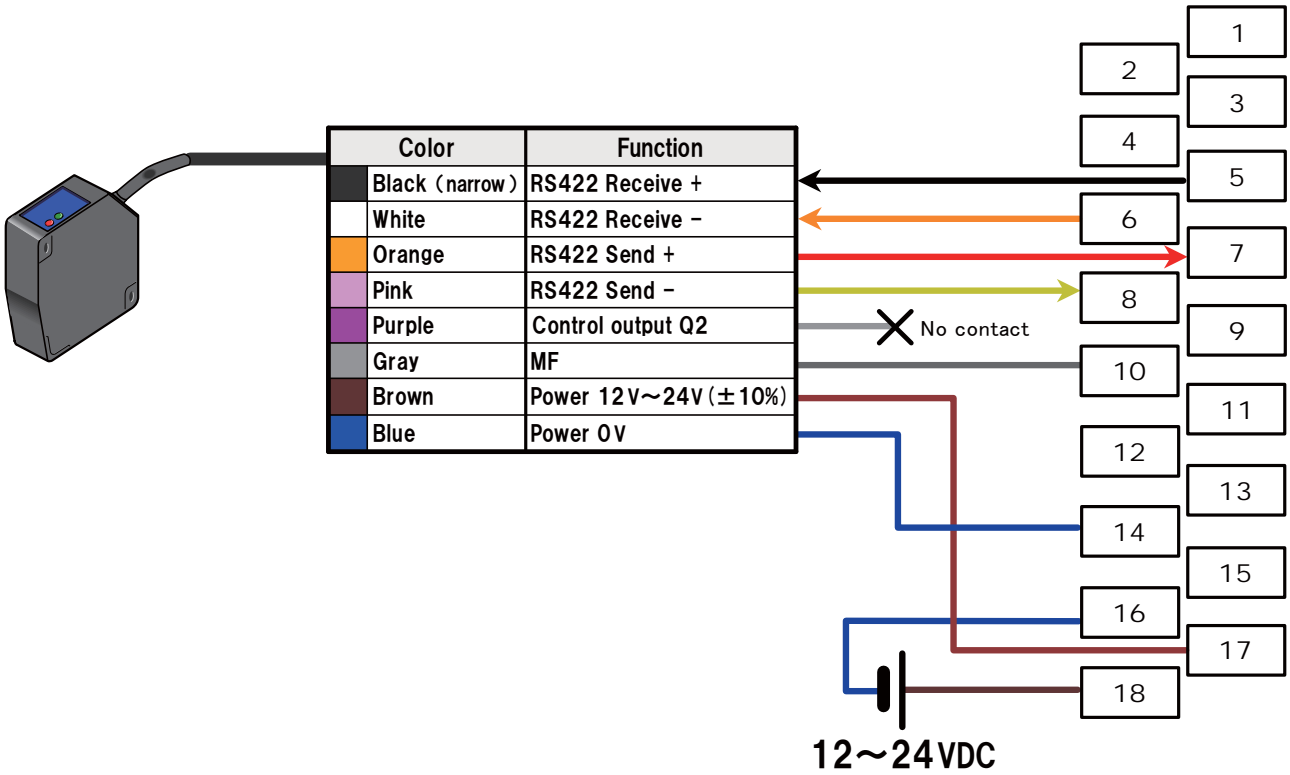 Color Function
Black (narrow) RS422 Receive +
White RS422 Receive −
Orange RS422 Send +
Pink RS422 Send −
Purple Control output Q2
Gray MF
Brown Power 12V～24V(±10%)
Blue Power 0V
No contact
1
2
3
4
5
6
7
8
9
10
11
12
13
14
15
16
17
18
12～24VDC